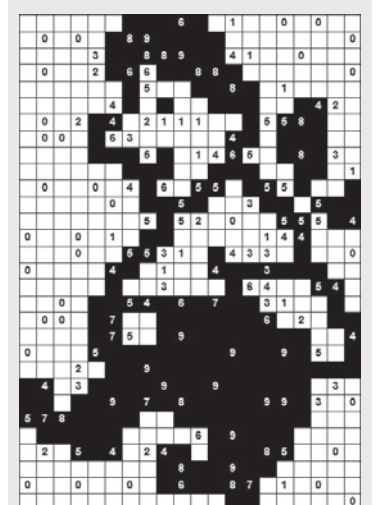 6 1 0 0
0 0 8 9 0
3 8 8 9 4 1 0
0 2 6 6 8 8 0
5 8 1
4 4 2
0 2 4 2 1 1 1 5 5 8
0 0 6 3 4
5 1 4 6 5 8 3
1
0 0 4 6 5 5 5 5
0 5 3 5
5 5 2 0 5 5 5 4
0 0 1 1 4 4
0 5 5 3 1 4 3 3 0
0 4 1 4 3
3 6 4 5 4
0 5 4 6 7 3 1
0 0 7 6 2
7 5 9 4
0 5 9 9 5
2 9
4 3 9 9 3
9 7 8 9 9 3 0
5 7 8
6 9
2 5 4 2 4 8 5 0
8 9
0 0 0 6 8 7 1 0
0